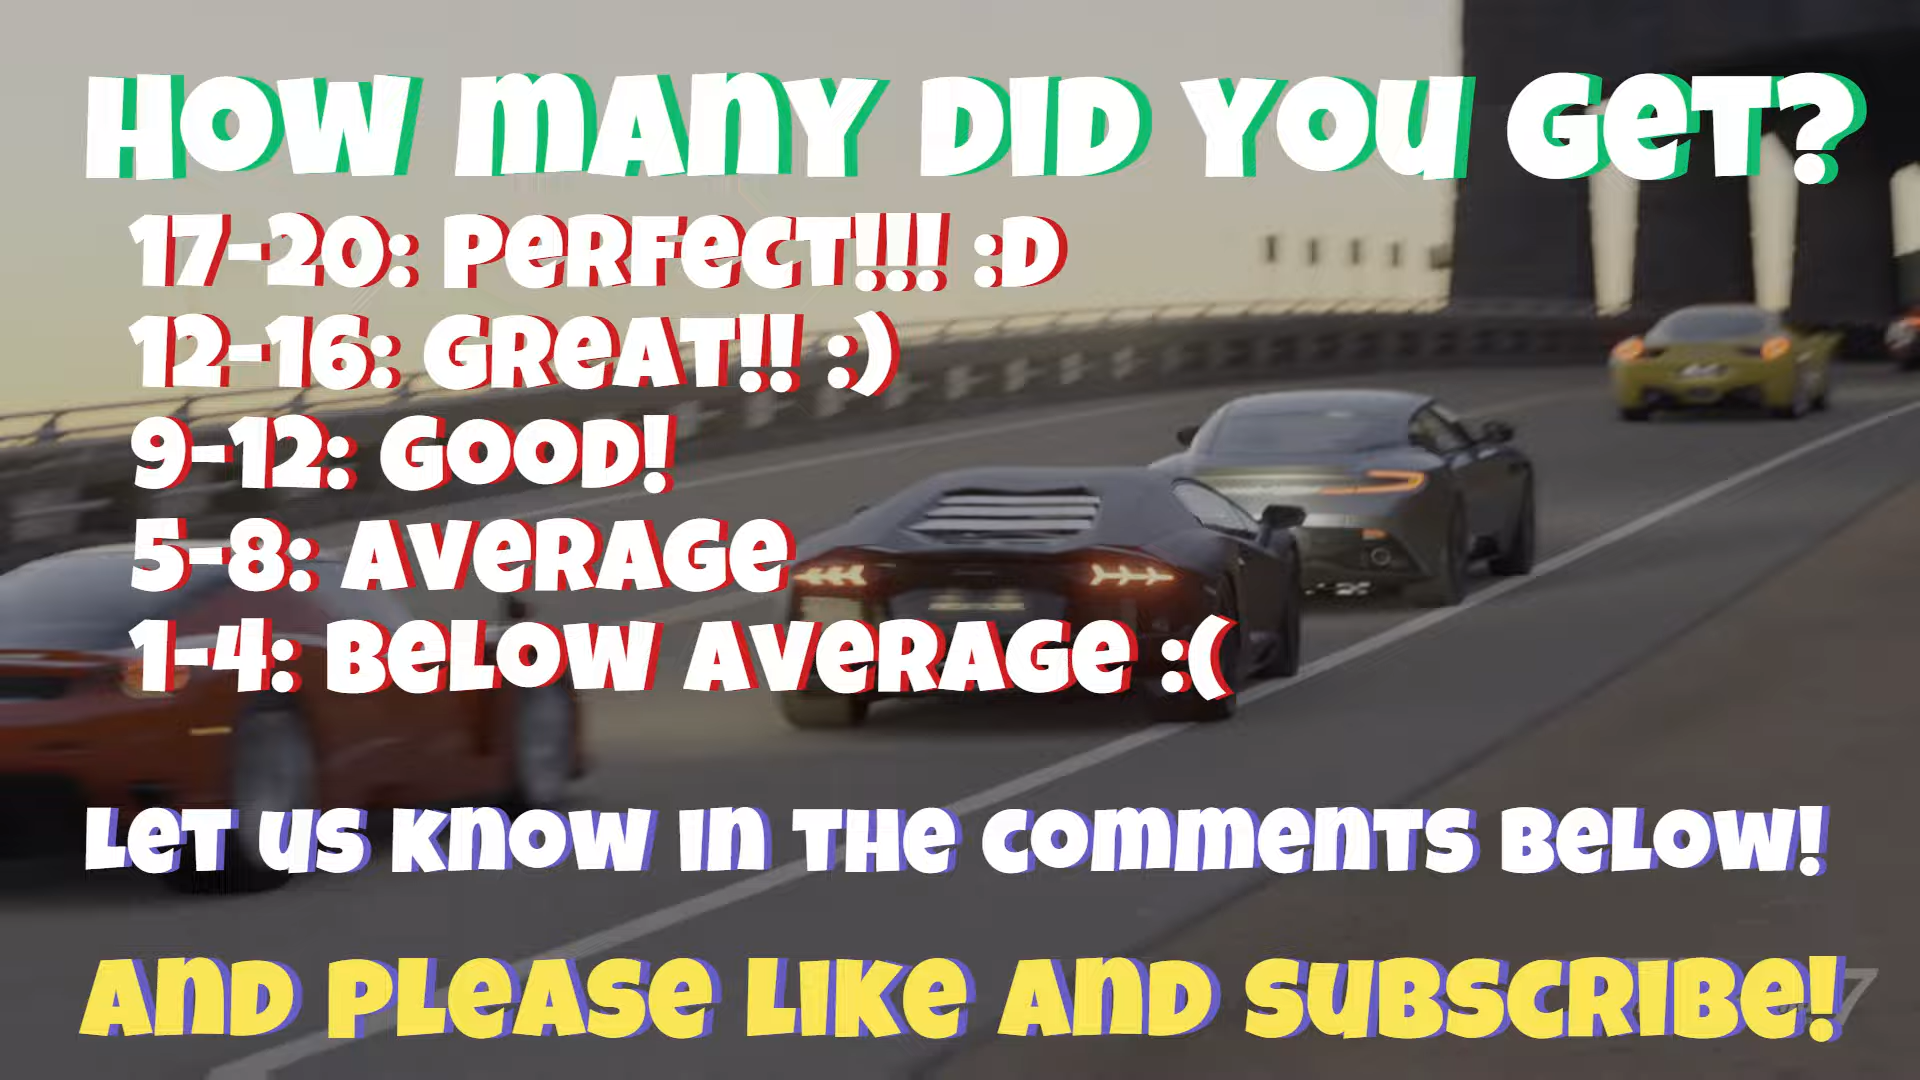 How many did you get?
17-20: Perfect!!! :D
12-16: Great!! :)
9-12: Good!
5-8: Average
1-4: Below Average :(
Let us know in the comments below!
And please like and subscribe!
7